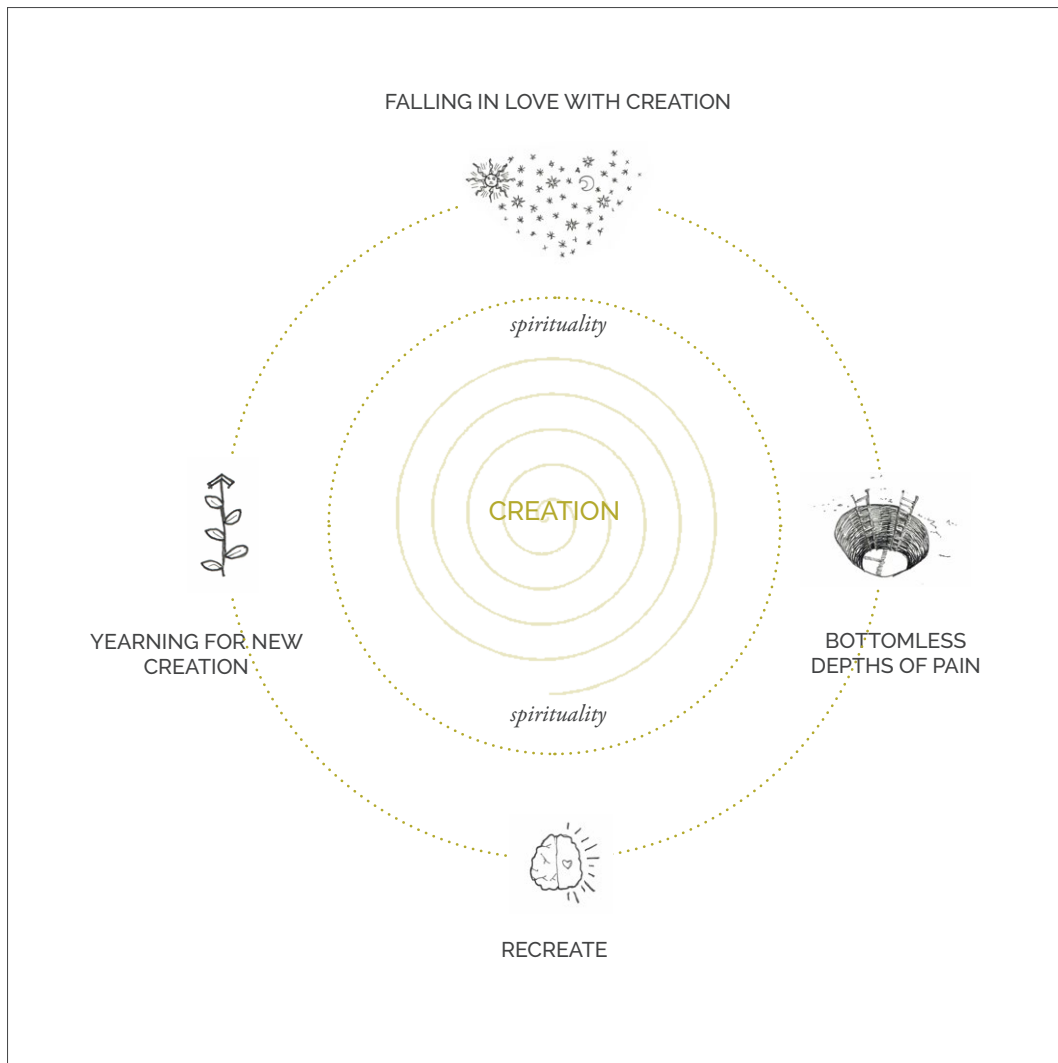 FALLING IN LOVE WITH CREATION
spirituality
CREATION
YEARNING FOR NEW
CREATION
BOTTOMLESS
DEPTHS OF PAIN
spirituality
RECREATE